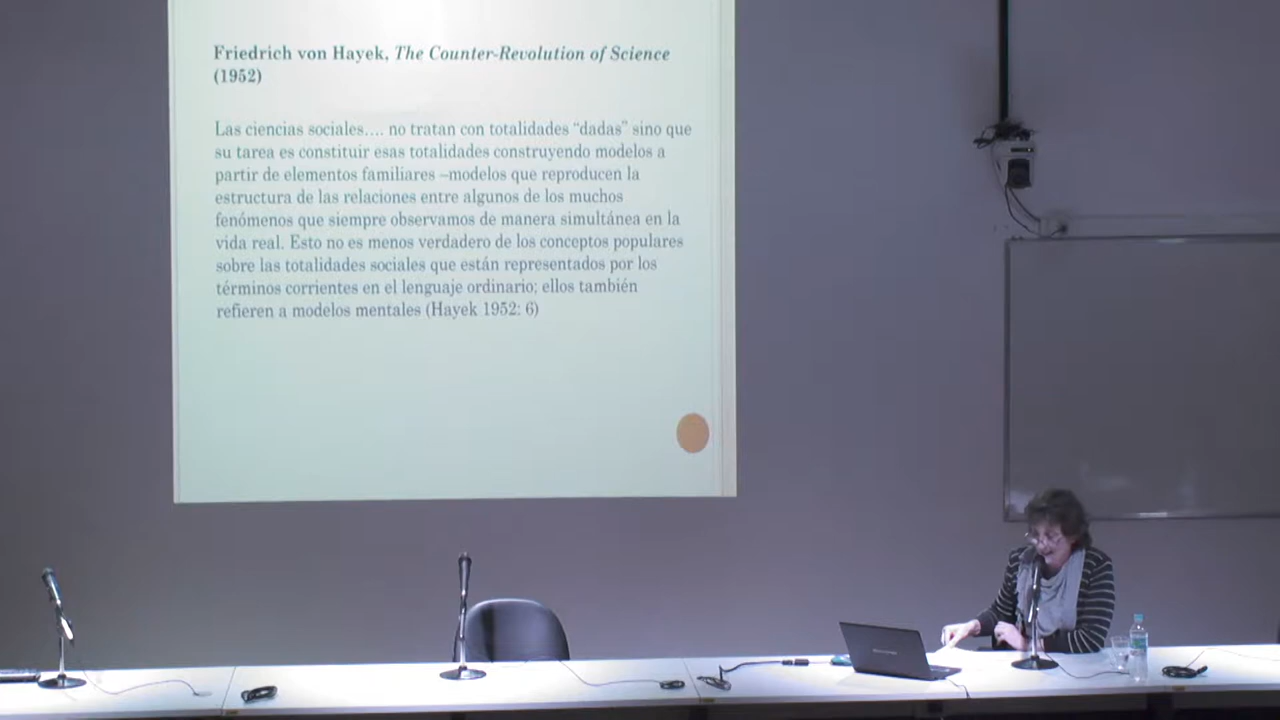 Friedrich von Hayek, The Counter-Revolution of Science
(1952)
Las ciencias sociales.... no tratan con totalidades “dadas” sino que
su tarea es constituir esas totalidades construyendo modelos a
partir de elementos familiares –modelos que reproducen la
estructura de las relaciones entre algunos de los muchos
fenómenos que siempre observamos de manera simultánea en la
vida real. Esto no es menos verdadero de los conceptos populares
sobre las totalidades sociales que están representados por los
términos corrientes en el lenguaje ordinario; ellos también
refieren a modelos mentales (Hayek 1952: 6)